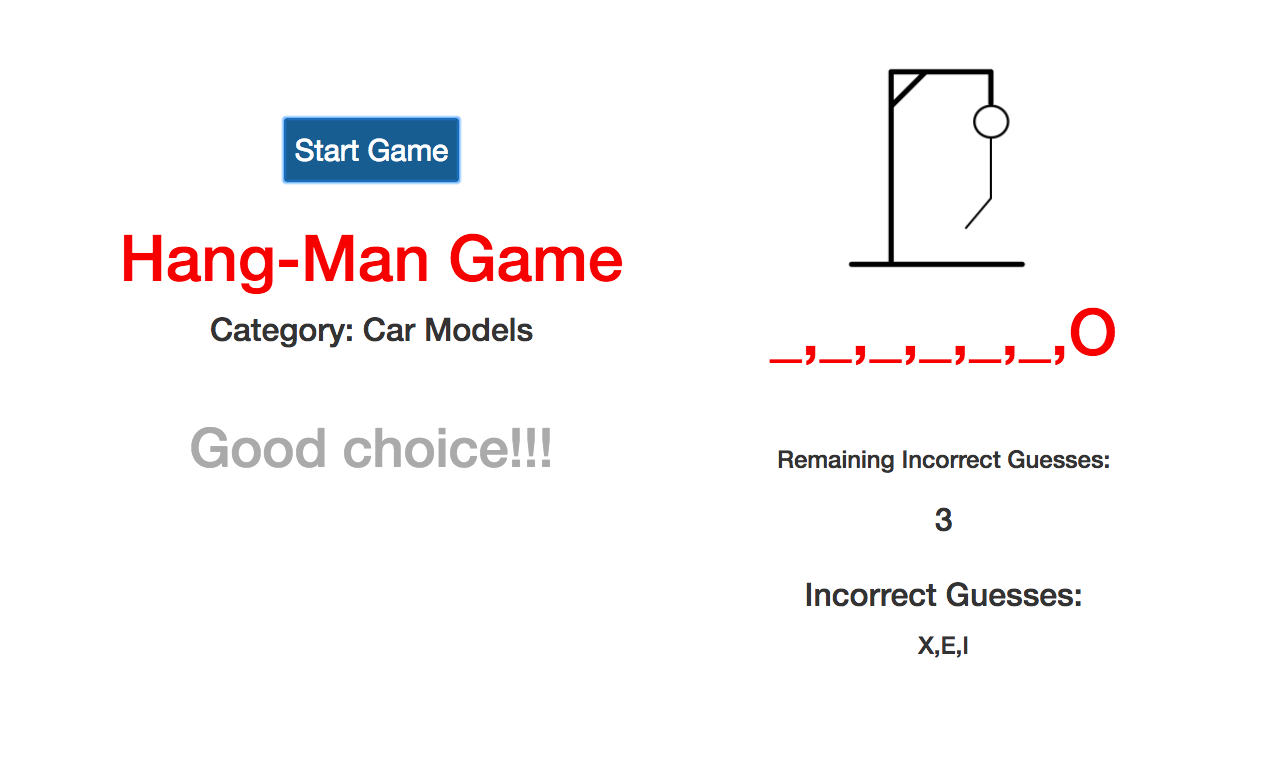 Start Game
Hang-Man Game
Category: Car Models
Good choice!!!
_,_,_,_,_,_,O
Remaining Incorrect Guesses:
3
Incorrect Guesses:
X,E,I